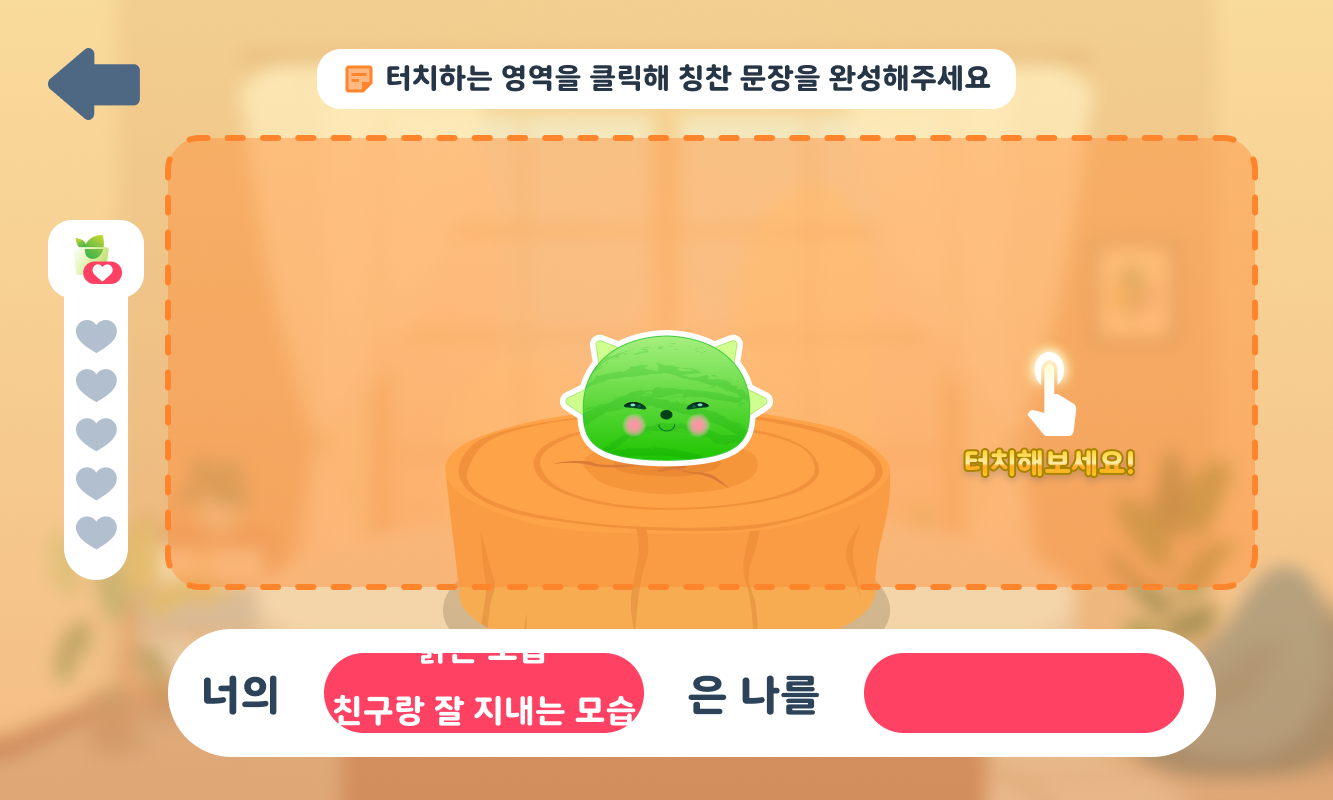 터치하는 영역을 클릭해 칭찬 문장을 완성해주세요
터치해보세요!
너의
친구랑 잘 지내는 모습
은 나를